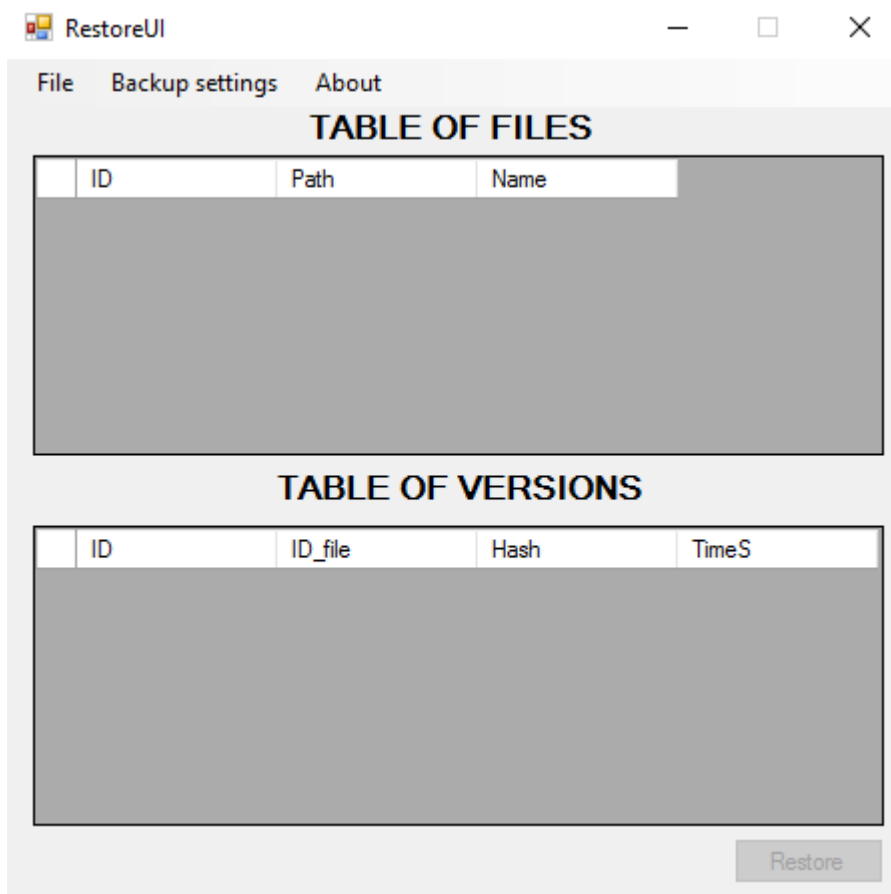 RestoreUI
File Backup settings About
TABLE OF FILES
ID Path Name
TABLE OF VERSIONS
ID ID_file Hash TimeS
Restore